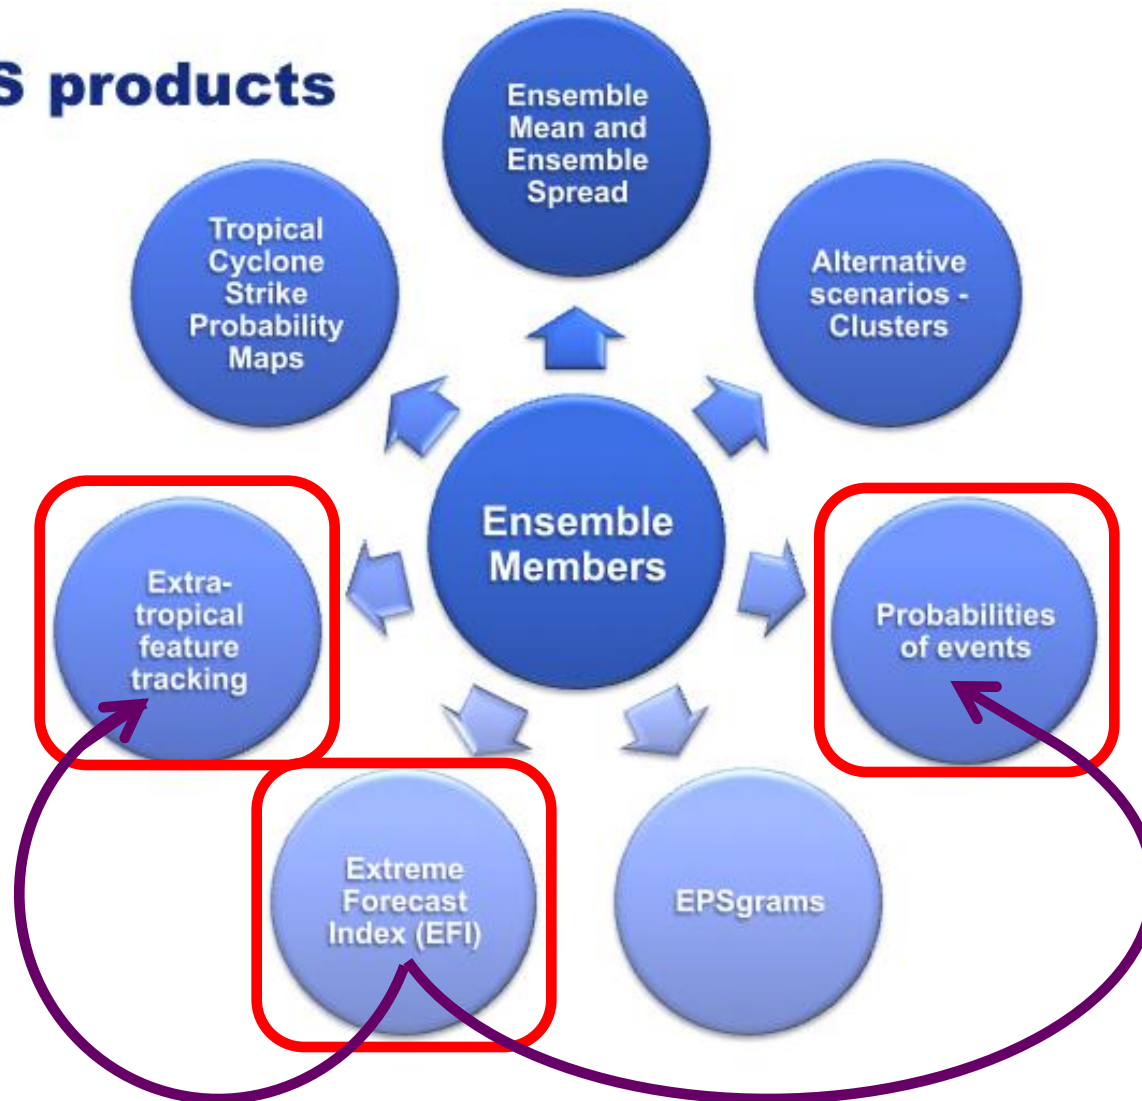 S products
Ensemble
Mean and
Ensemble
Spread
Tropical
Cyclone
Strike
Probability
Maps
Alternative
scenarios -
Clusters
Ensemble
Members
Extra-
tropical
feature
tracking
Probabilities
of events
Extreme
Forecast
Index (EFI)
EPSgrams